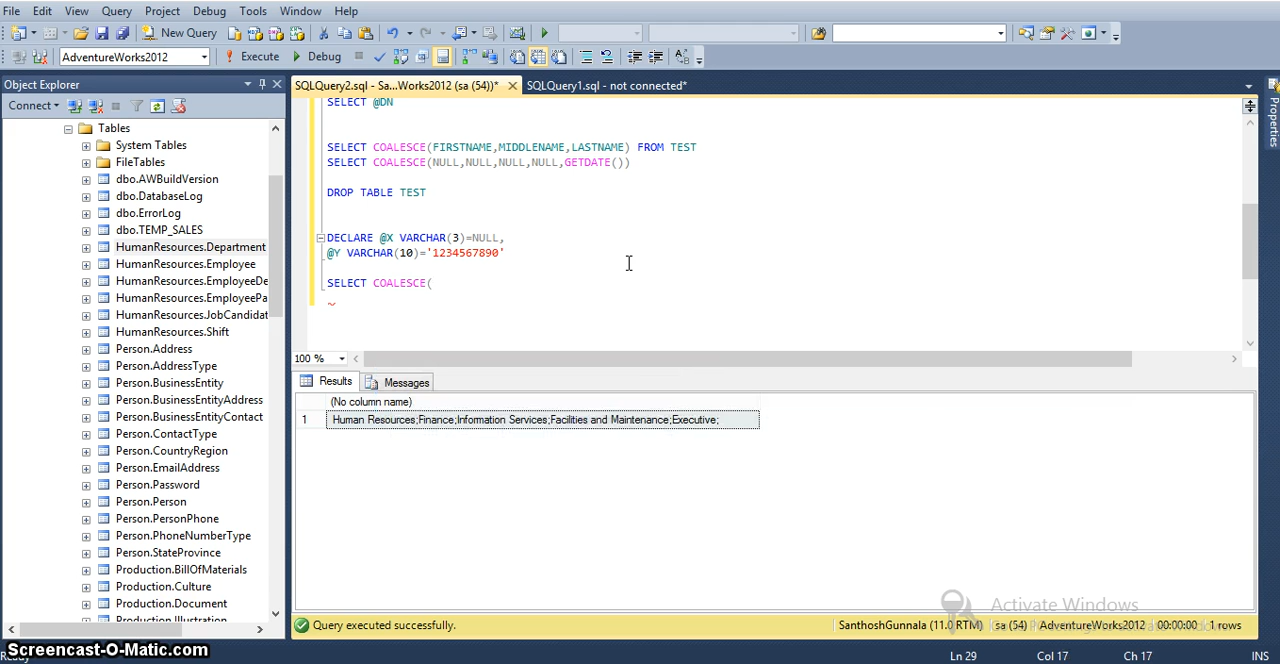 File Edit View Query Project Debug Tools Window Help
New Query
AdventureWorks2012 Execute Debug
Object Explorer
Connect
Tables
System Tables
FileTables
dbo.AWBuildVersion
dbo.DatabaseLog
dbo.ErrorLog
dbo.TEMP_SALES
HumanResources.Department
HumanResources.Employee
HumanResources.EmployeeDe
HumanResources.EmployeePa
HumanResources.JobCandidat
HumanResources.Shift
Person.Address
Person.AddressType
Person.BusinessEntity
Person.BusinessEntityAddress
Person.BusinessEntityContact
Person.ContactType
Person.CountryRegion
Person.EmailAddress
Person.Password
Person.Person
Person.PersonPhone
Person.PhoneNumberType
Person.StateProvince
Production.BillOfMaterials
Production.Culture
Production.Document
Production.Illustration
SQLQuery2.sql - Sa...Works2012 (sa (54))* SQLQuery1.sql - not connected*
SELECT @DN
SELECT COALESCE(FIRSTNAME,MIDDLENAME,LASTNAME) FROM TEST
SELECT COALESCE(NULL,NULL,NULL,NULL,GETDATE())
DROP TABLE TEST
DECLARE @X VARCHAR(3)=NULL,
@Y VARCHAR(10)='1234567890'
SELECT COALESCE(
100 %
Results Messages
(No column name)
1 Human Resources;Finance;Information Services;Facilities and Maintenance;Executive;
Properties
Activate Windows
Query executed successfully. SanthoshGunnala (11.0 RTM) sa (54) AdventureWorks2012 00:00:00 1 rows
Screencast-O-Matic.com
Ready Ln 29 Col 17 Ch 17 INS